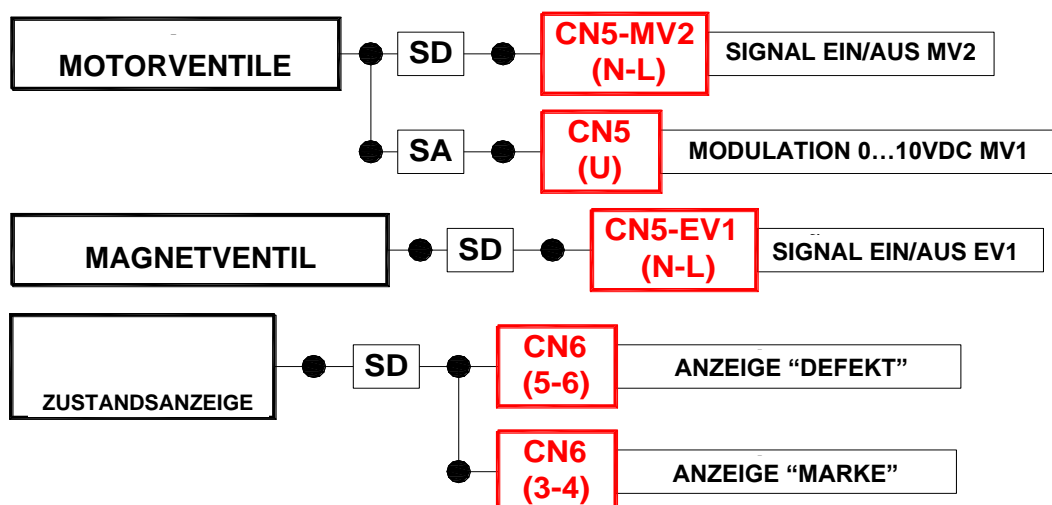 MOTORVENTILE
SD
CN5-MV2
(N-L)
SIGNAL EIN/AUS MV2
SA
CN5
(U)
MODULATION 0…10VDC MV1
MAGNETVENTIL
SD
CN5-EV1
(N-L)
SIGNAL EIN/AUS EV1
ZUSTANDSANZEIGE
SD
CN6
(5-6)
ANZEIGE “DEFEKT”
CN6
(3-4)
ANZEIGE “MARKE”